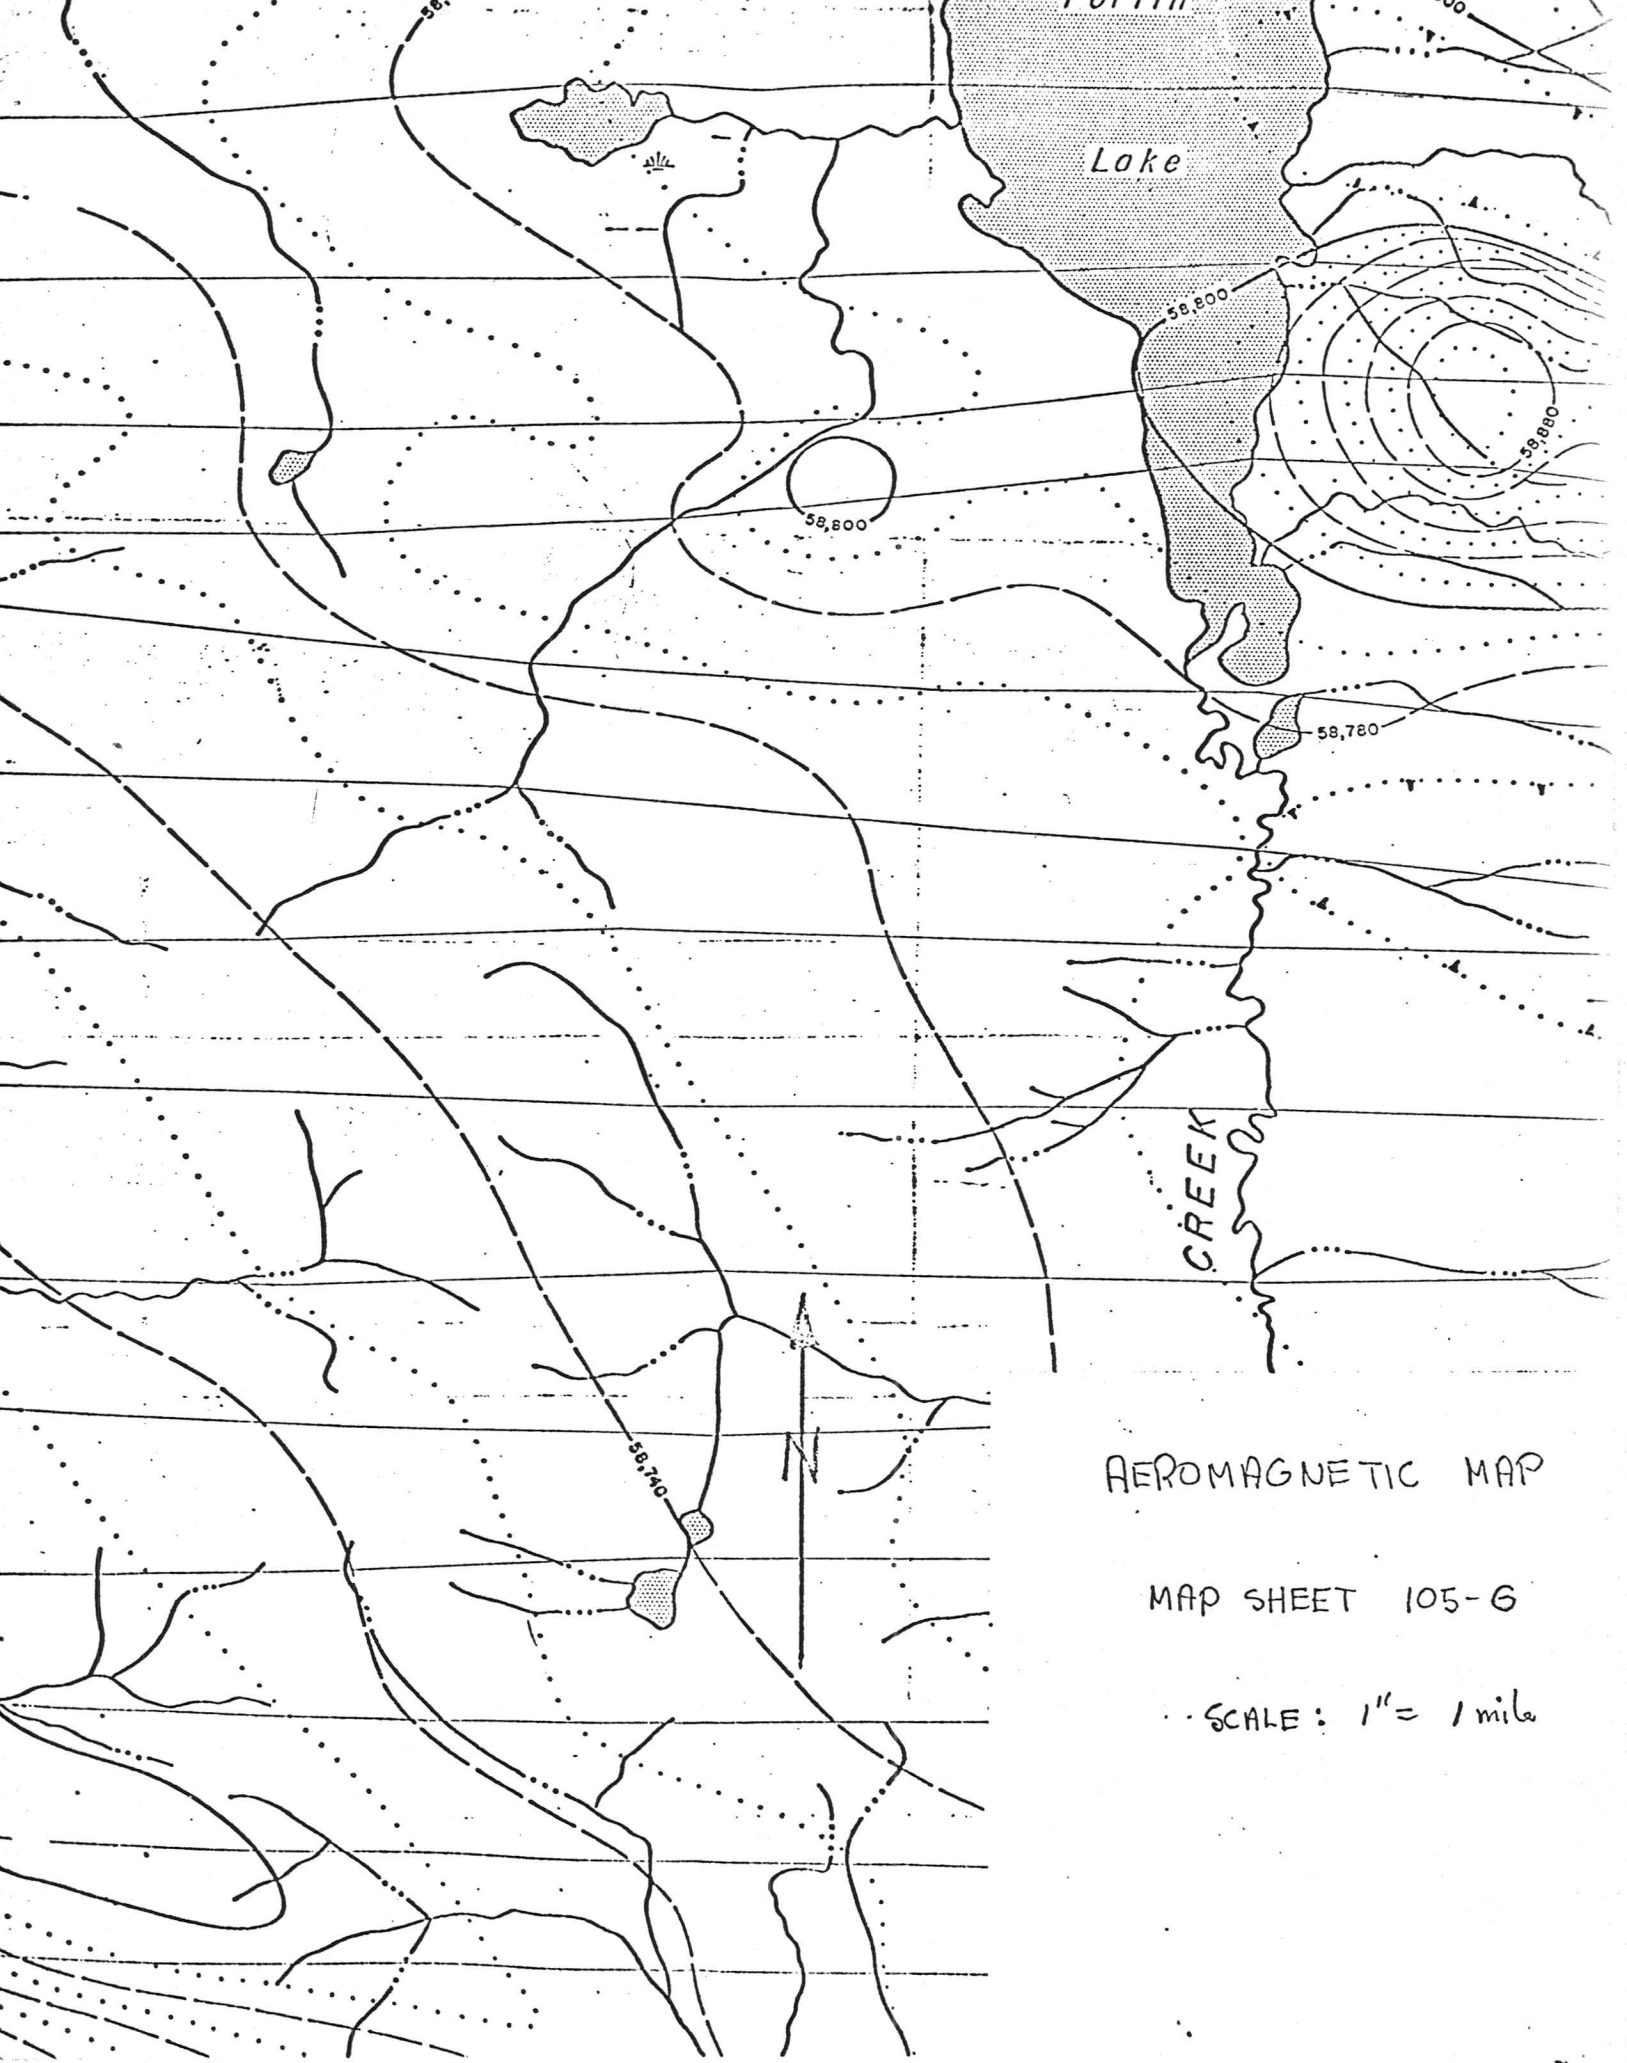 Lake
58,800
58,880
58,800
58,780
CREEK
N
58,740
AEROMAGNETIC MAP
MAP SHEET 105-G
SCALE: 1" = 1 mile